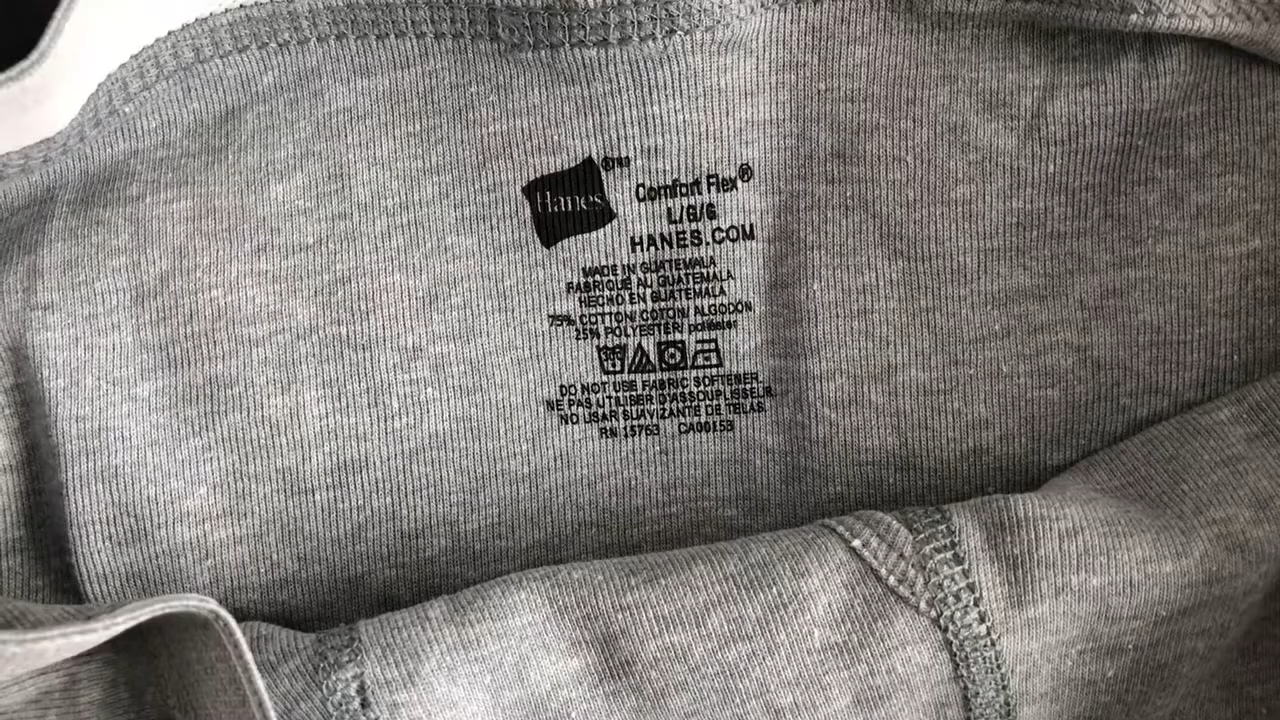 Hanes ®
Comfort Flex®
L/G/G
HANES.COM
MADE IN GUATEMALA
FABRIQUÉ AU GUATEMALA
HECHO EN GUATEMALA
75% COTTON/ COTON/ ALGODÓN
25% POLYESTER/ poliéster
DO NOT USE FABRIC SOFTENER
NE PAS UTILISER D'ASSOUPLISSEUR
NO USAR SUAVIZANTE DE TELAS
RN 15763 CA00153